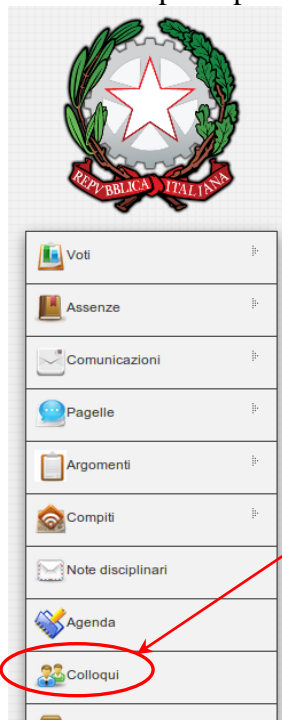 REPVBBLICA ITALIANA
Voti
Assenze
Comunicazioni
Pagelle
Argomenti
Compiti
Note disciplinari
Agenda
Colloqui